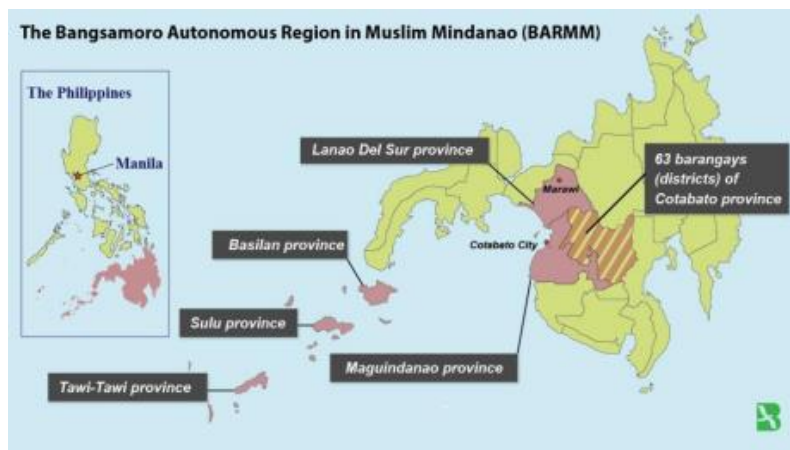 The Bangsamoro Autonomous Region in Muslim Mindanao (BARMM)
The Philippines
Manila
Lanao Del Sur province
63 barangays
(districts) of
Cotabato province
Marawi
Basilan province
Cotabato City
Sulu province
Maguindanao province
Tawi-Tawi province
B